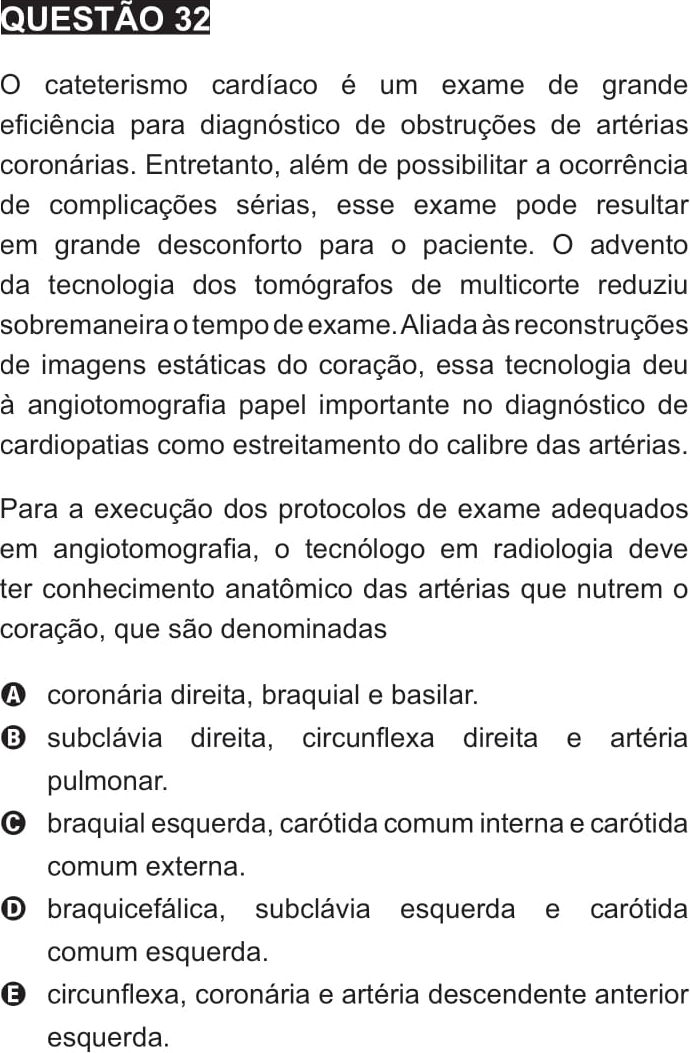 QUESTÃO 32
O cateterismo cardíaco é um exame de grande
eficiência para diagnóstico de obstruções de artérias
coronárias. Entretanto, além de possibilitar a ocorrência
de complicações sérias, esse exame pode resultar
em grande desconforto para o paciente. O advento
da tecnologia dos tomógrafos de multicorte reduziu
sobremaneira o tempo de exame. Aliada às reconstruções
de imagens estáticas do coração, essa tecnologia deu
à angiotomografia papel importante no diagnóstico de
cardiopatias como estreitamento do calibre das artérias.
Para a execução dos protocolos de exame adequados
em angiotomografia, o tecnólogo em radiologia deve
ter conhecimento anatômico das artérias que nutrem o
coração, que são denominadas
A coronária direita, braquial e basilar.
B subclávia direita, circunflexa direita e artéria
pulmonar.
C braquial esquerda, carótida comum interna e carótida
comum externa.
D braquicefálica, subclávia esquerda e carótida
comum esquerda.
E circunflexa, coronária e artéria descendente anterior
esquerda.